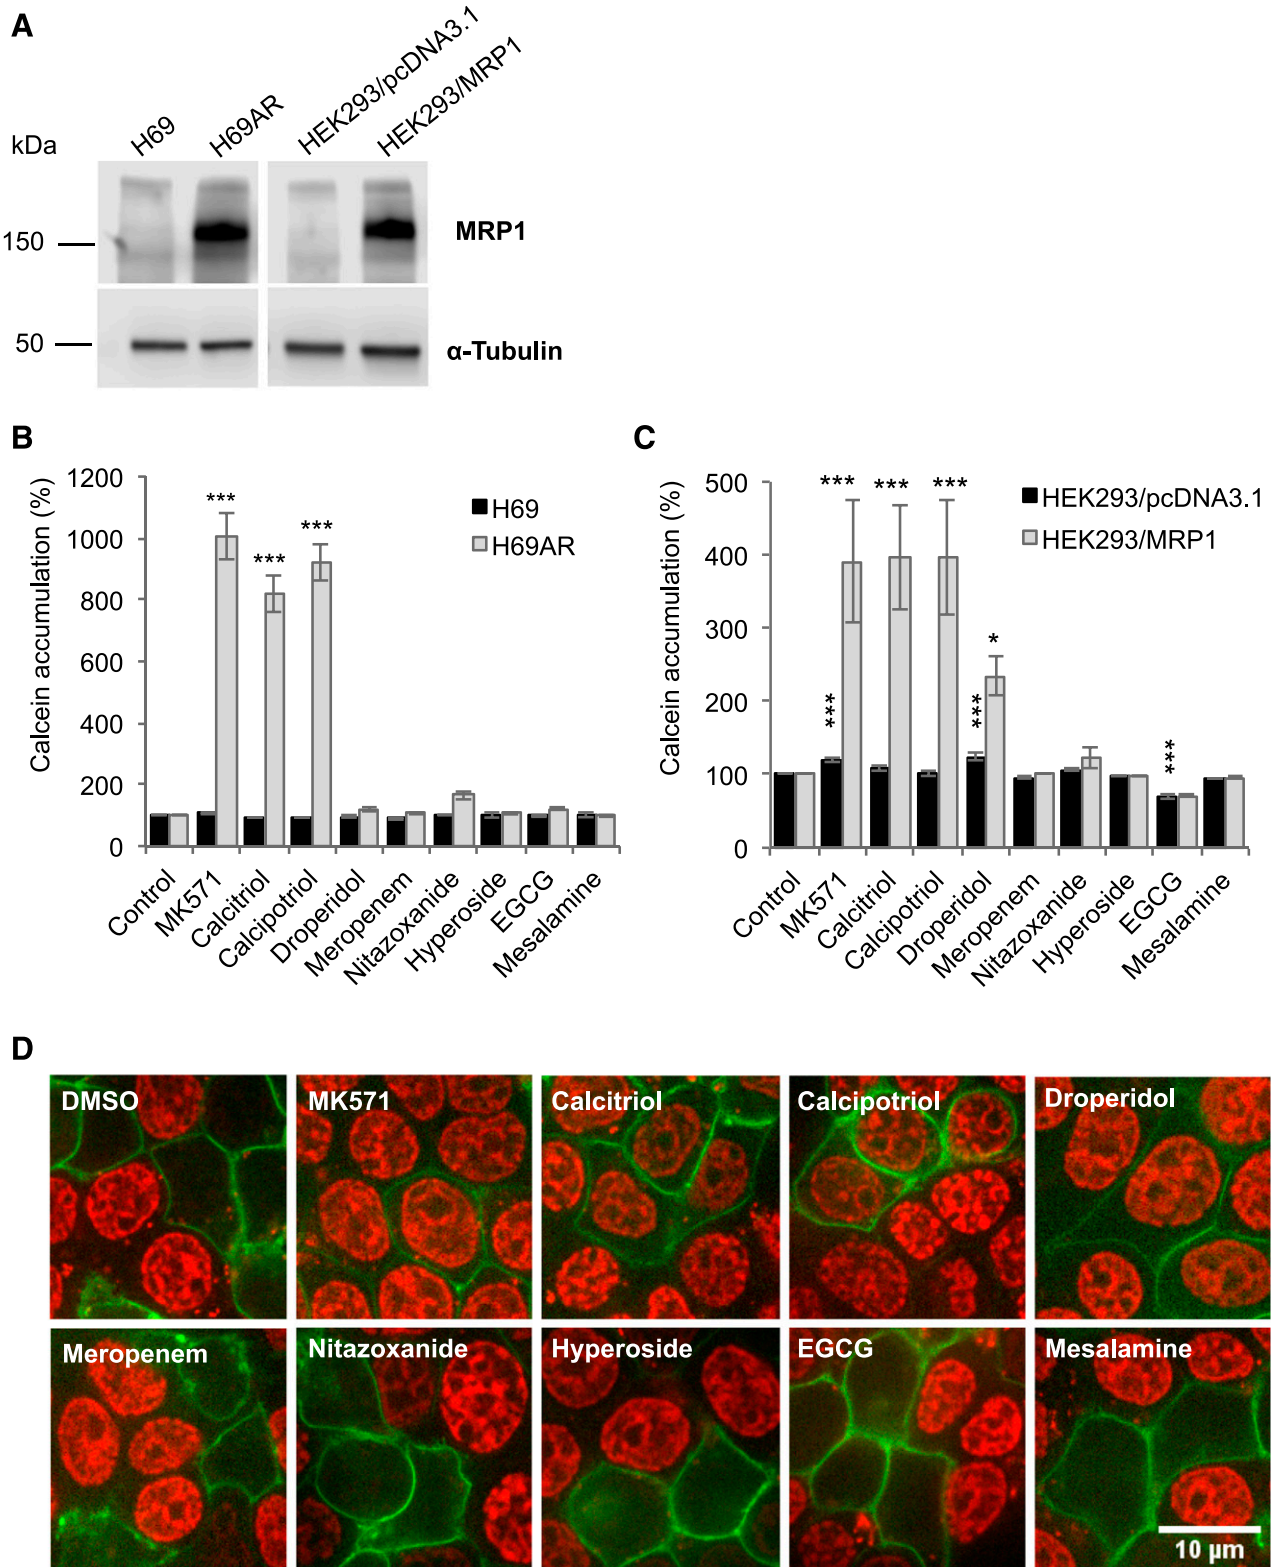 A
kDa
H69
H69AR
HEK293/pcDNA3.1
HEK293/MRP1
150
MRP1
50
α-Tubulin
B
Calcein accumulation (%)
1200
1000
800
600
400
200
0
***
***
***
H69
H69AR
Control
MK571
Calcitriol
Calcipotriol
Droperidol
Meropenem
Nitazoxanide
Hyperoside
EGCG
Mesalamine
C
Calcein accumulation (%)
500
400
300
200
100
0
***
***
***
***
***
*
***
HEK293/pcDNA3.1
HEK293/MRP1
Control
MK571
Calcitriol
Calcipotriol
Droperidol
Meropenem
Nitazoxanide
Hyperoside
EGCG
Mesalamine
D
DMSO
MK571
Calcitriol
Calcipotriol
Droperidol
Meropenem
Nitazoxanide
Hyperoside
EGCG
Mesalamine
10 µm